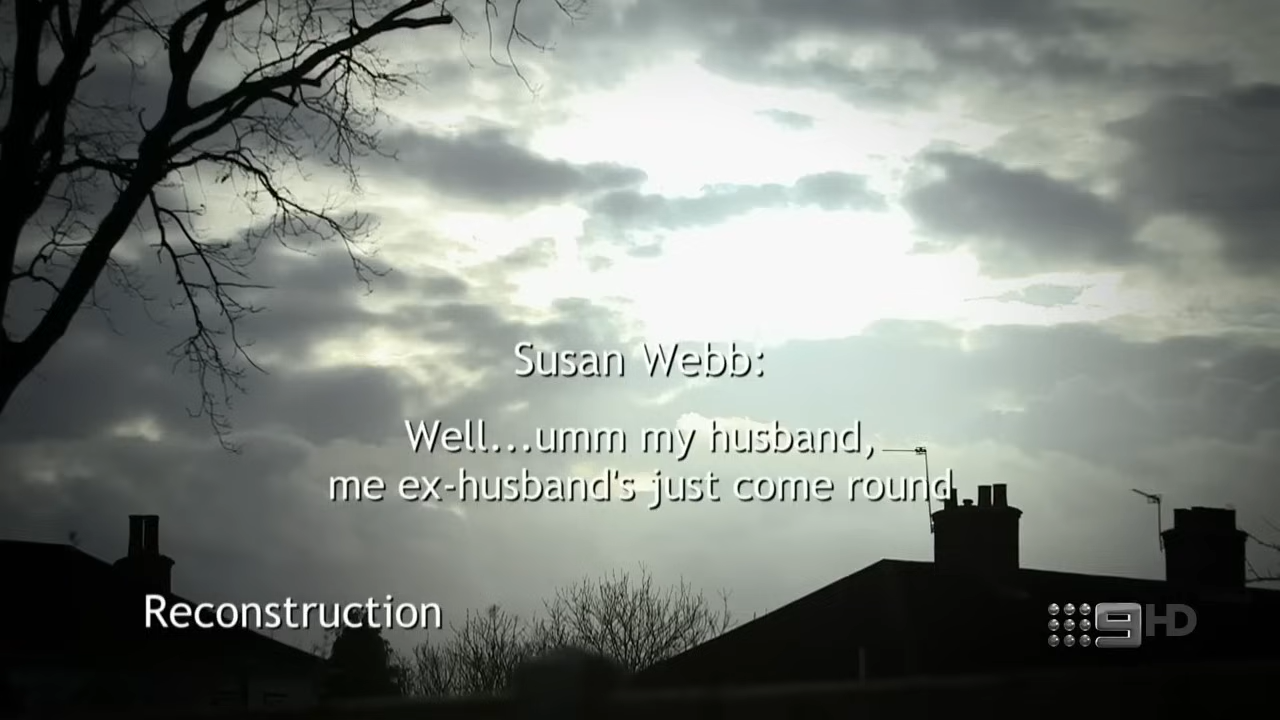 Susan Webb:
Well...umm my husband,
me ex-husband's just come round
Reconstruction
9HD